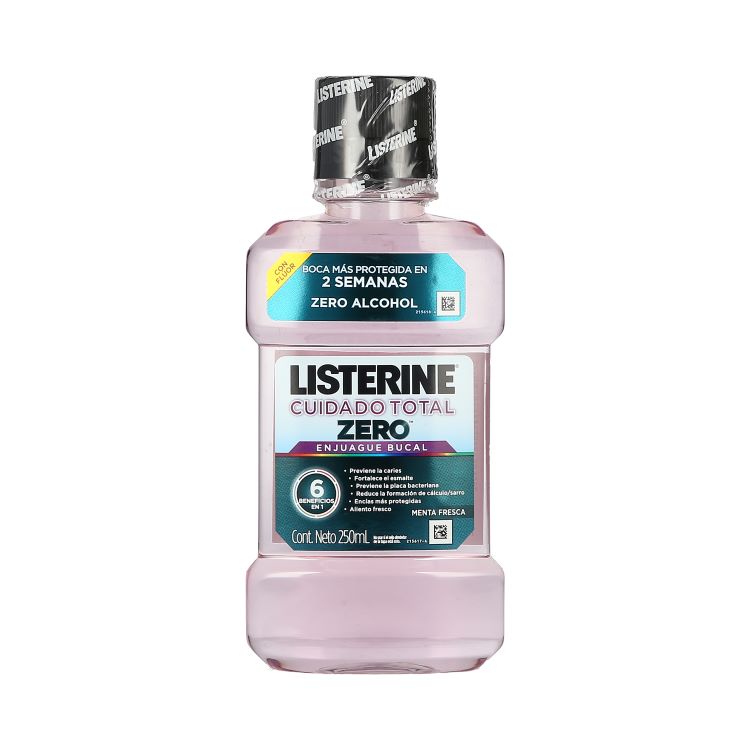 LISTERINE
LISTERINE
LISTERINE®
CON
FLUOR
BOCA MÁS PROTEGIDA EN
2 SEMANAS
ZERO ALCOHOL
LISTERINE®
CUIDADO TOTAL
ZERO™
ENJUAGUE BUCAL
6
BENEFICIOS
EN 1
• Previene la caries
• Fortalece el esmalte
• Previene la placa bacteriana
• Reduce la formación de cálculo/sarro
• Encías más protegidas
• Aliento fresco
MENTA FRESCA
Cont. Neto 250mL